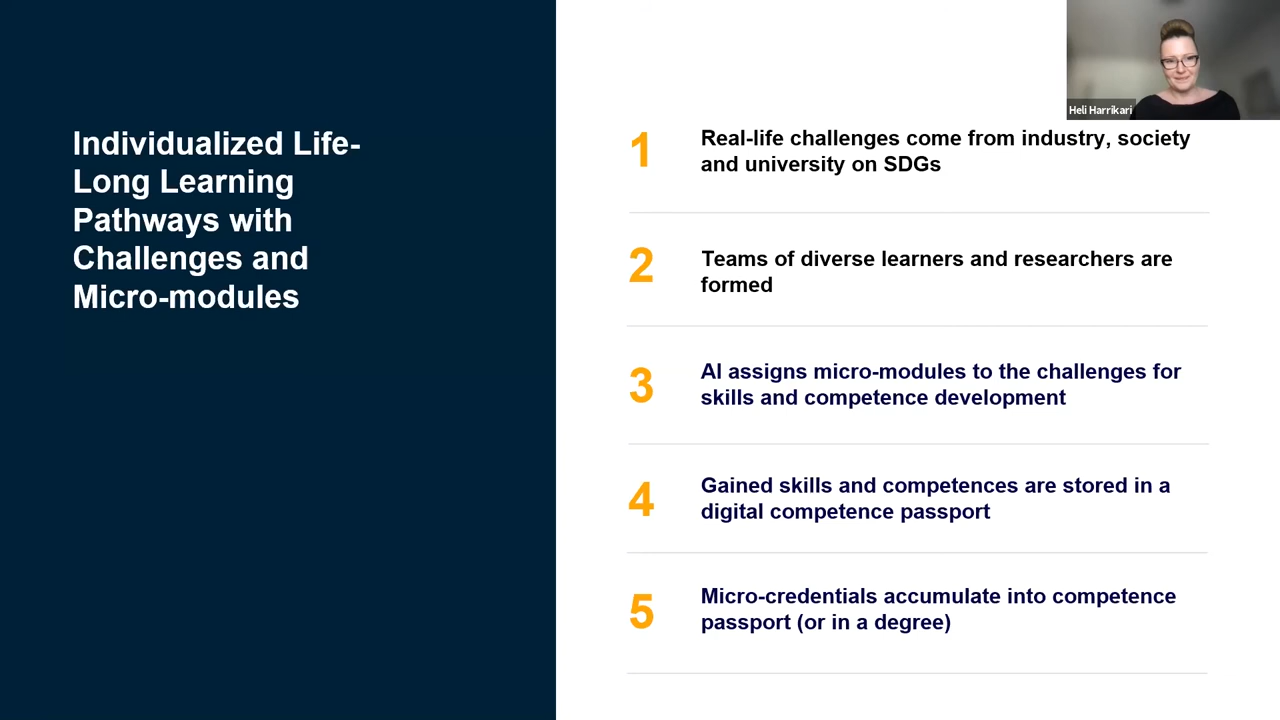 Individualized Life-
Long Learning
Pathways with
Challenges and
Micro-modules
Heli Harrikari
1
Real-life challenges come from industry, society
and university on SDGs
2
Teams of diverse learners and researchers are
formed
3
AI assigns micro-modules to the challenges for
skills and competence development
4
Gained skills and competences are stored in a
digital competence passport
5
Micro-credentials accumulate into competence
passport (or in a degree)